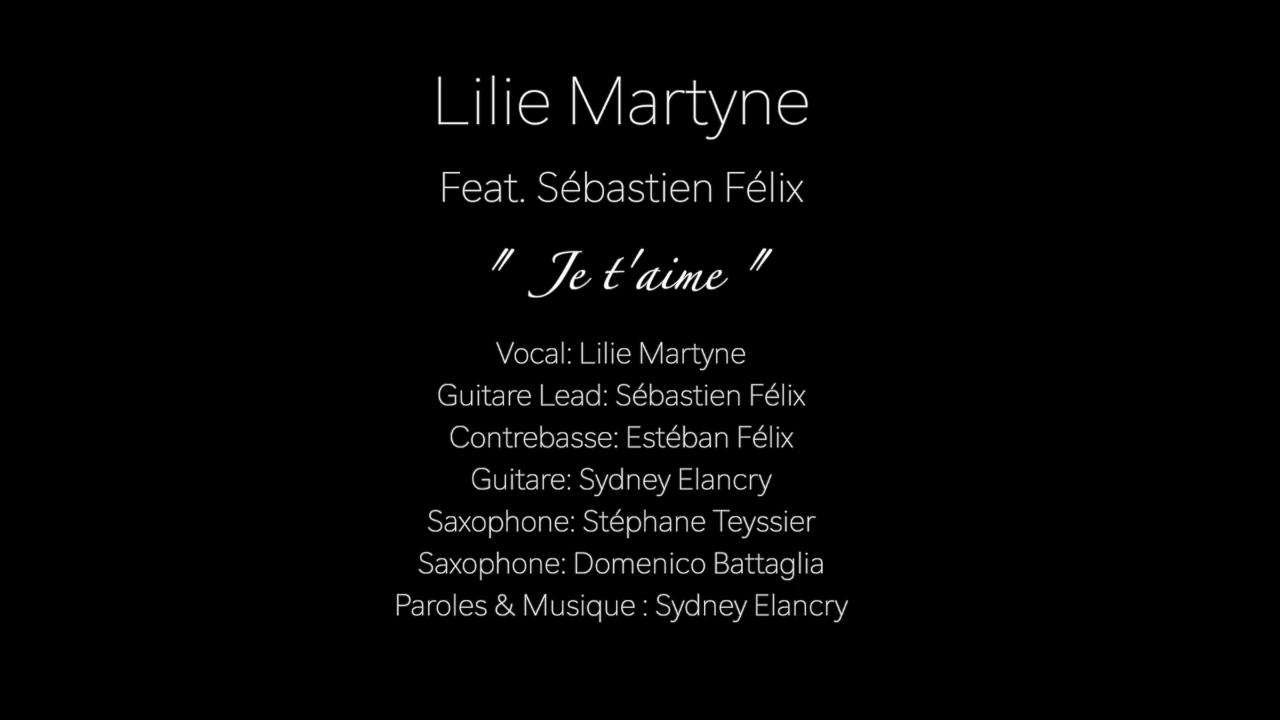 Lilie Martyne
Feat. Sébastien Félix
" Je t'aime "
Vocal: Lilie Martyne
Guitare Lead: Sébastien Félix
Contrebasse: Estéban Félix
Guitare: Sydney Elancry
Saxophone: Stéphane Teyssier
Saxophone: Domenico Battaglia
Paroles & Musique : Sydney Elancry